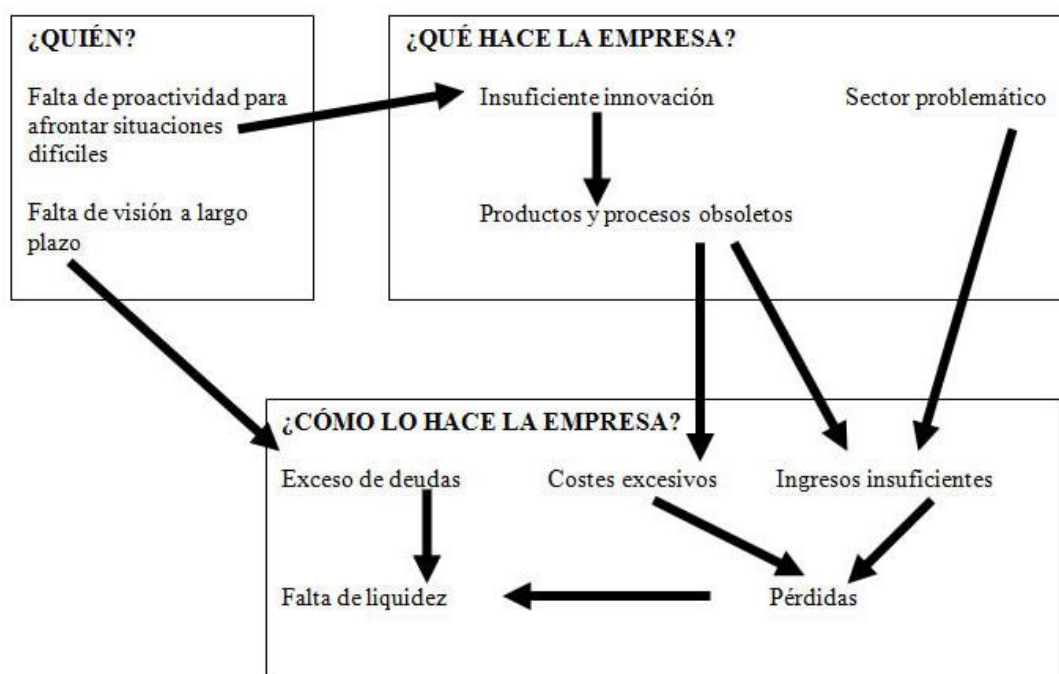 ¿QUIÉN?
Falta de proactividad para
afrontar situaciones
difíciles
Falta de visión a largo
plazo
¿QUÉ HACE LA EMPRESA?
Insuficiente innovación
Sector problemático
Productos y procesos obsoletos
¿CÓMO LO HACE LA EMPRESA?
Exceso de deudas
Costes excesivos
Ingresos insuficientes
Falta de liquidez
Pérdidas